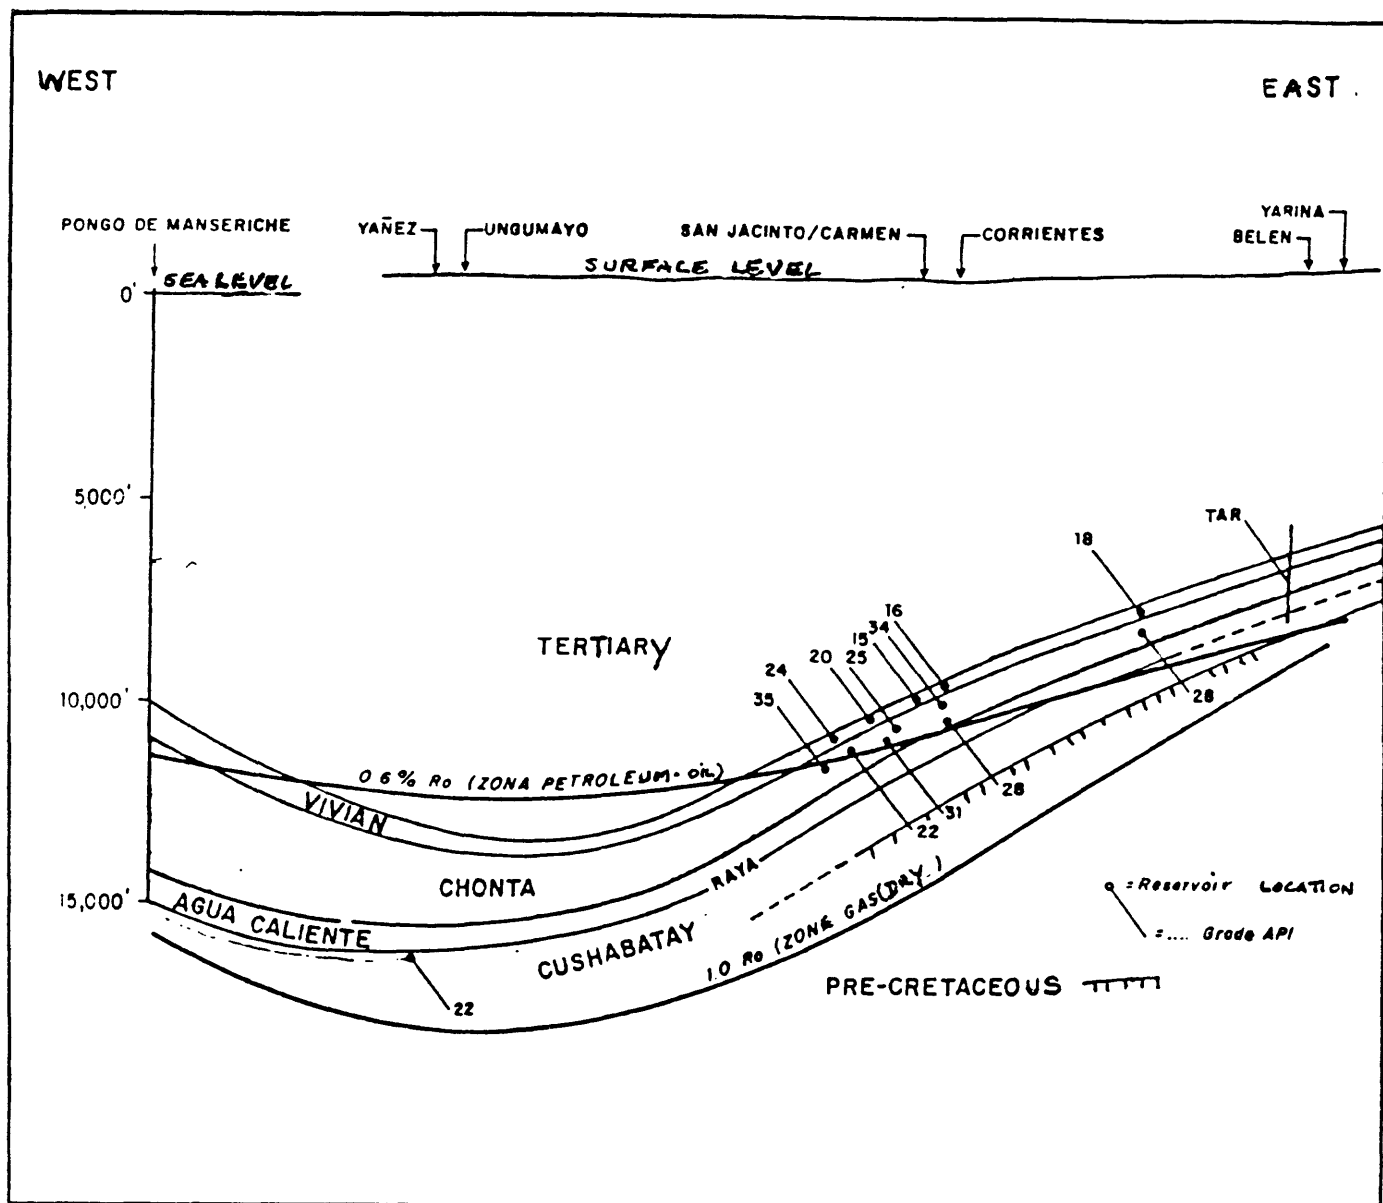 WEST
EAST .
YARINA
PONGO DE MANSERICHE
YAÑEZ
UNGUMAYO
SAN JACINTO/CARMEN
CORRIENTES
BELEN
SURFACE LEVEL
SEA LEVEL
0'
5,000'
TAR
18
16
34
TERTIARY
15
20
25
24
10,000'
35
28
0.6% Ro (ZONA PETROLEUM-OIL)
28
VIVIAN
31
22
CHONTA
RAYA
15,000'
= Reservoir LOCATION
AGUA CALIENTE
= .... Grade API
CUSHABATAY
1.0 Ro (ZONE GAS(DRY.)
PRE-CRETACEOUS
22